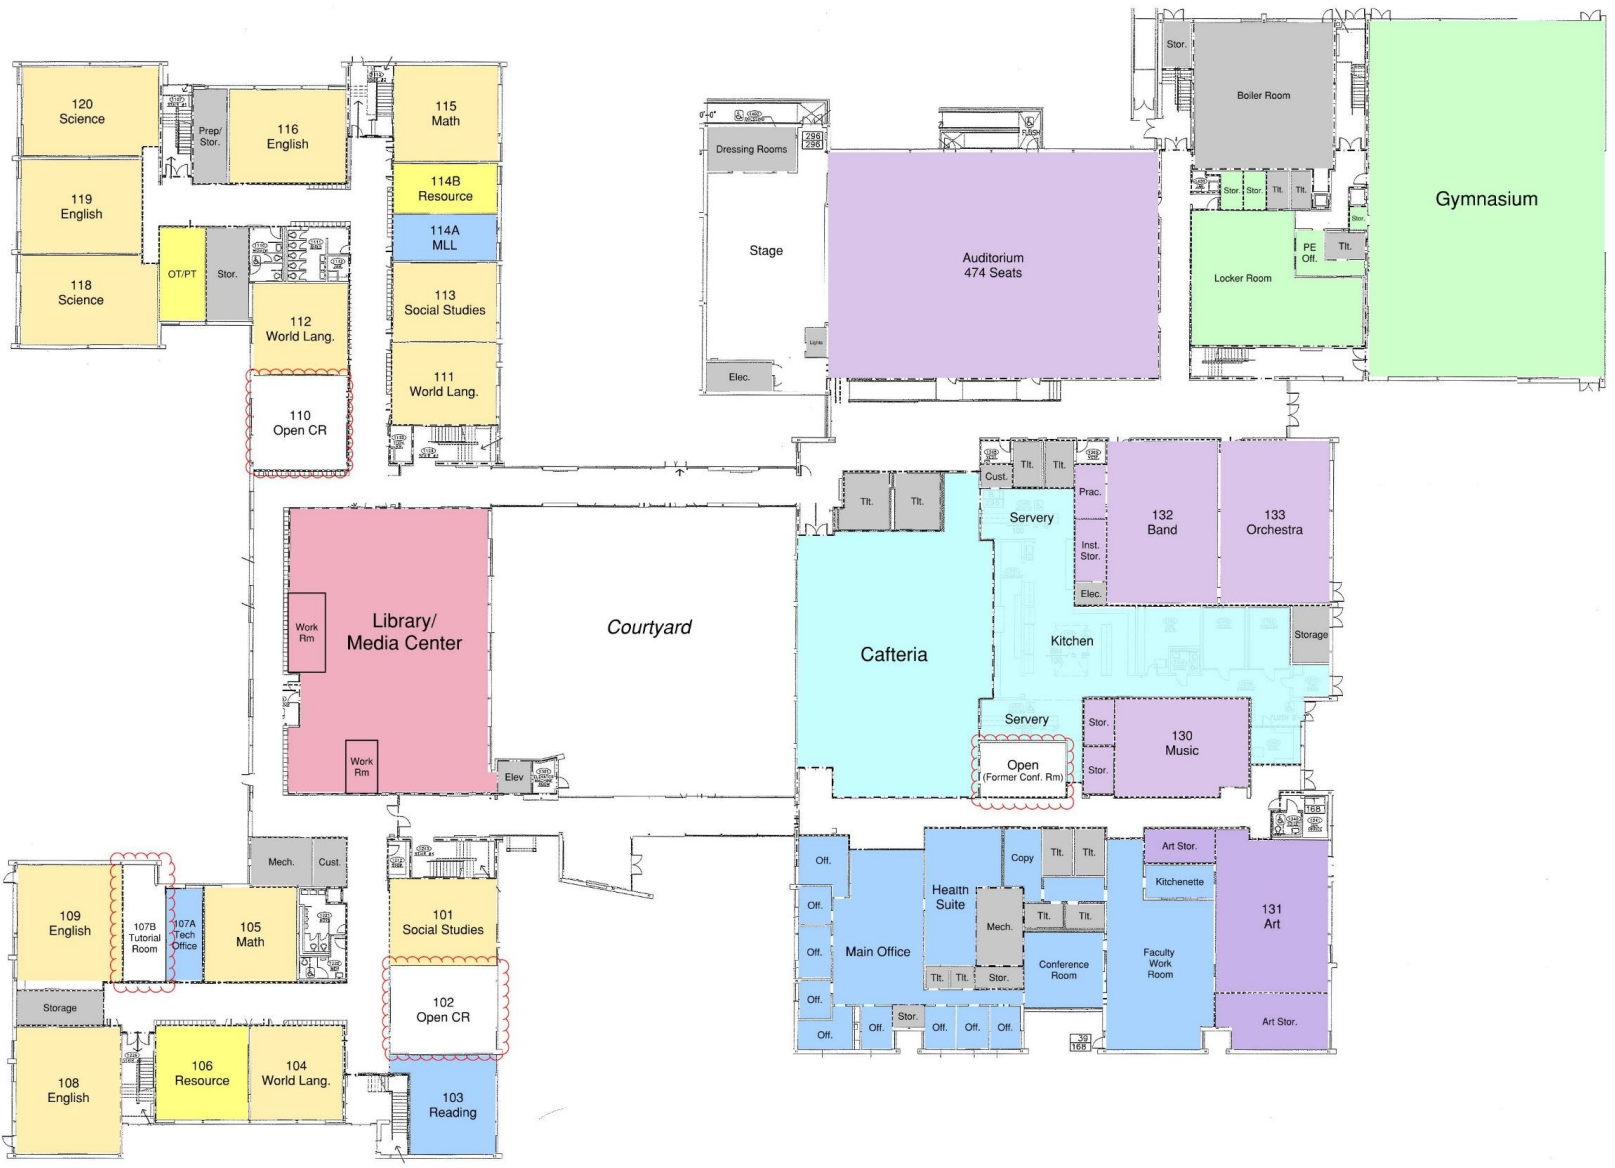 120
Science
Prep/
Stor.
116
English
115
Math
114B
Resource
114A
MLL
119
English
118
Science
OT/PT
Stor.
112
World Lang.
113
Social Studies
111
World Lang.
110
Open CR
Dressing Rooms
296
296
Stage
Lights
Elec.
Auditorium
474 Seats
Stor.
Boiler Room
Stor.
Stor.
Tlt.
Tlt.
Stor.
PE
Off.
Tlt.
Locker Room
Gymnasium
Library/
Media Center
Work
Rm
Work
Rm
Elev
Courtyard
Tlt.
Tlt.
Cust.
Tlt.
Tlt.
Servery
Prac.
Inst.
Stor.
Elec.
132
Band
133
Orchestra
Cafteria
Kitchen
Storage
Servery
Open
(Former Conf. Rm)
Stor.
Stor.
130
Music
168
Mech.
Cust.
109
English
107B
Tutorial
Room
107A
Tech
Office
105
Math
101
Social Studies
102
Open CR
Storage
108
English
106
Resource
104
World Lang.
103
Reading
Off.
Off.
Off.
Off.
Off.
Main Office
Health
Suite
Copy
Tlt.
Tlt.
Mech.
Tlt.
Tlt.
Tlt.
Tlt.
Stor.
Conference
Room
Off.
Stor.
Off.
Off.
Off.
Art Stor.
Kitchenette
Faculty
Work
Room
131
Art
Art Stor.
39
168